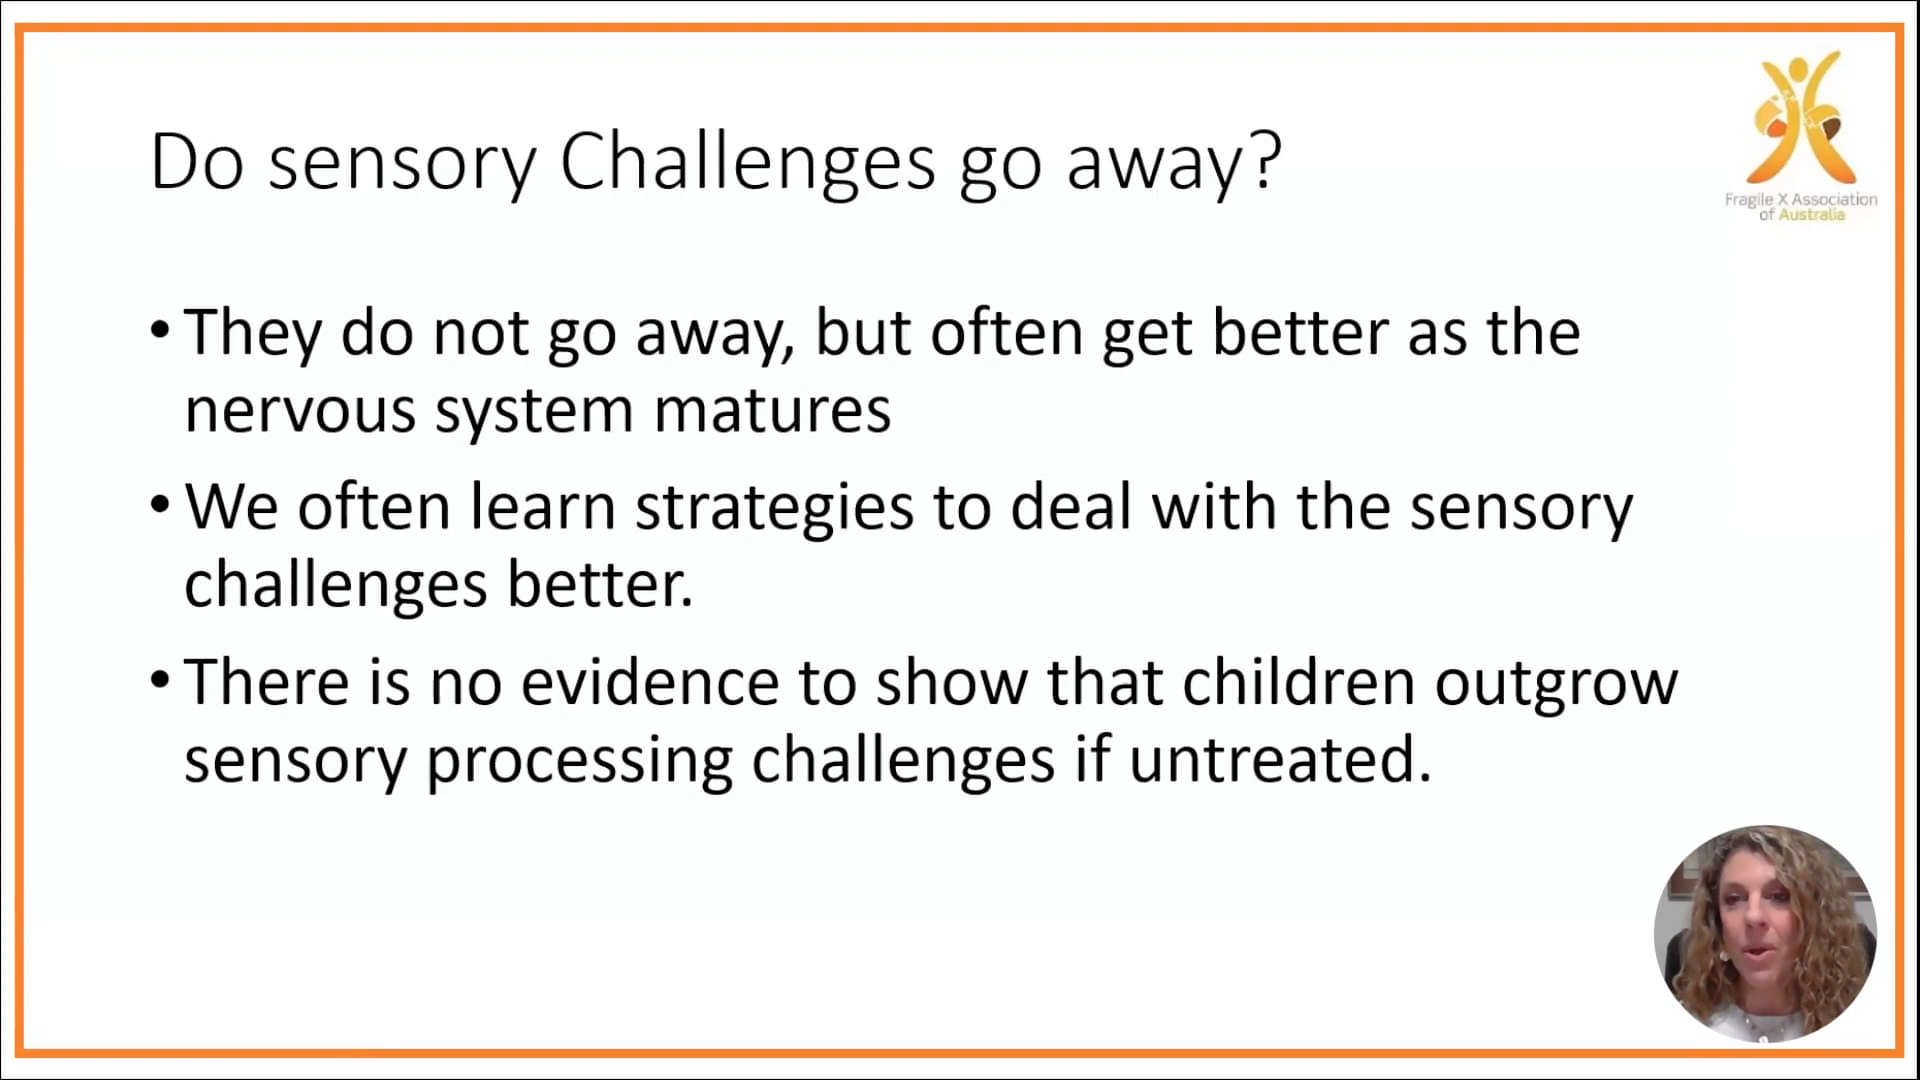 Do sensory Challenges go away?
Fragile X Association
of Australia
• They do not go away, but often get better as the
nervous system matures
• We often learn strategies to deal with the sensory
challenges better.
• There is no evidence to show that children outgrow
sensory processing challenges if untreated.